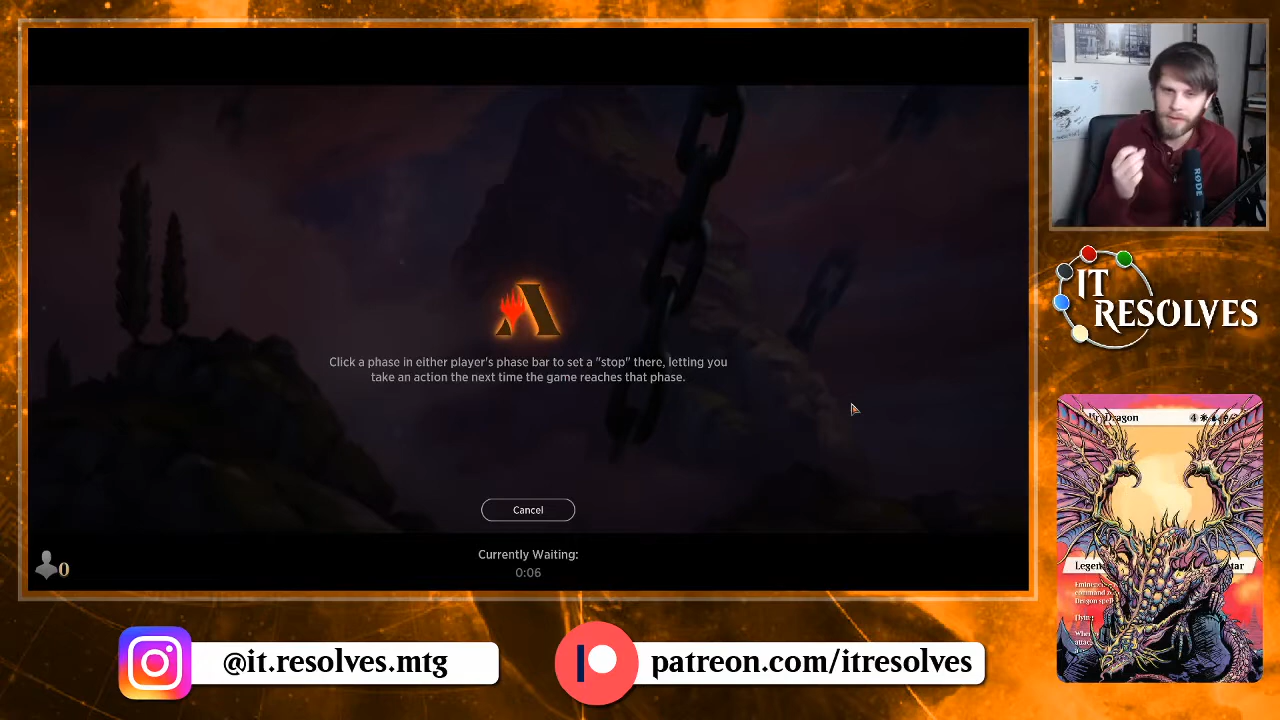 Click a phase in either player's phase bar to set a "stop" there, letting you
take an action the next time the game reaches that phase.
Cancel
Currently Waiting:
0:06
0
RØDE
IT
RESOLVES
Dragon
Flying
@it.resolves.mtg
patreon.com/itresolves